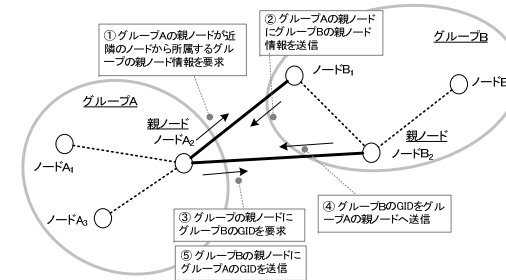 ① グループAの親ノードが近
隣のノードから所属するグル
ープの親ノード情報を要求
② グループAの親ノード
にグループBの親ノード
情報を送信
グループB
ノードB₁
ノードB
グループA
親ノード
ノードA₂
親ノード
ノードB₂
ノードA₁
ノードA₃
③ グループの親ノードに
グループBのGIDを要求
④ グループBのGIDをグル
ープAの親ノードへ送信
⑤ グループBの親ノードに
グループAのGIDを送信